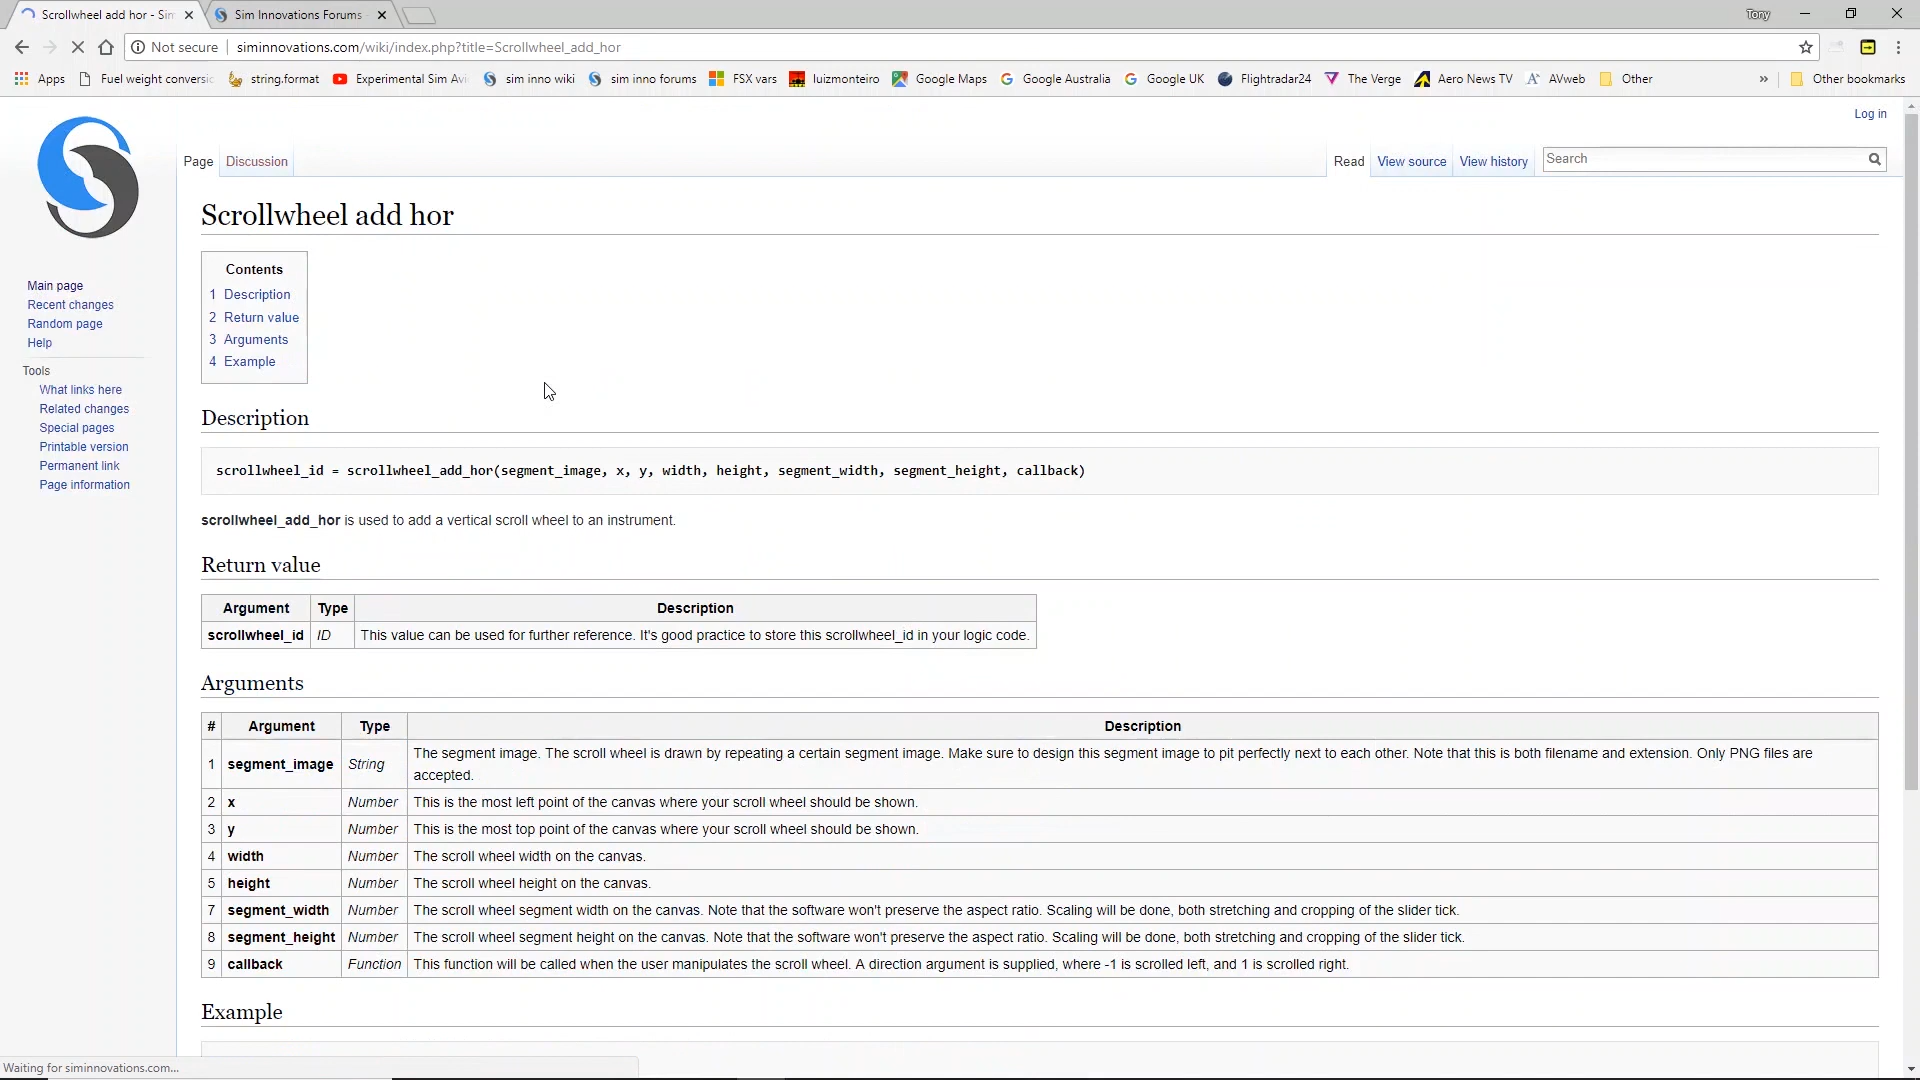 Scrollwheel add hor - Sim
Sim Innovations Forums
Tony
Not secure
siminnovations.com/wiki/index.php?title=Scrollwheel_add_hor
Apps
Fuel weight conversic
string.format
Experimental Sim Avi
sim inno wiki
sim inno forums
FSX vars
luizmonteiro
Google Maps
Google Australia
Google UK
Flightradar24
The Verge
Aero News TV
AVweb
Other
»
Other bookmarks
Log in
Page
Discussion
Read
View source
View history
Search
Main page
Recent changes
Random page
Help
Tools
What links here
Related changes
Special pages
Printable version
Permanent link
Page information
Scrollwheel add hor
Contents
1 Description
2 Return value
3 Arguments
4 Example
Description
scrollwheel_id = scrollwheel_add_hor(segment_image, x, y, width, height, segment_width, segment_height, callback)
scrollwheel_add_hor is used to add a vertical scroll wheel to an instrument.
Return value
Argument Type Description
scrollwheel_id ID This value can be used for further reference. It's good practice to store this scrollwheel_id in your logic code.
Arguments
# Argument Type Description
1 segment_image String The segment image. The scroll wheel is drawn by repeating a certain segment image. Make sure to design this segment image to pit perfectly next to each other. Note that this is both filename and extension. Only PNG files are
accepted.
2 x Number This is the most left point of the canvas where your scroll wheel should be shown.
3 y Number This is the most top point of the canvas where your scroll wheel should be shown.
4 width Number The scroll wheel width on the canvas.
5 height Number The scroll wheel height on the canvas.
7 segment_width Number The scroll wheel segment width on the canvas. Note that the software won't preserve the aspect ratio. Scaling will be done, both stretching and cropping of the slider tick.
8 segment_height Number The scroll wheel segment height on the canvas. Note that the software won't preserve the aspect ratio. Scaling will be done, both stretching and cropping of the slider tick.
9 callback Function This function will be called when the user manipulates the scroll wheel. A direction argument is supplied, where -1 is scrolled left, and 1 is scrolled right.
Example
Waiting for siminnovations.com...